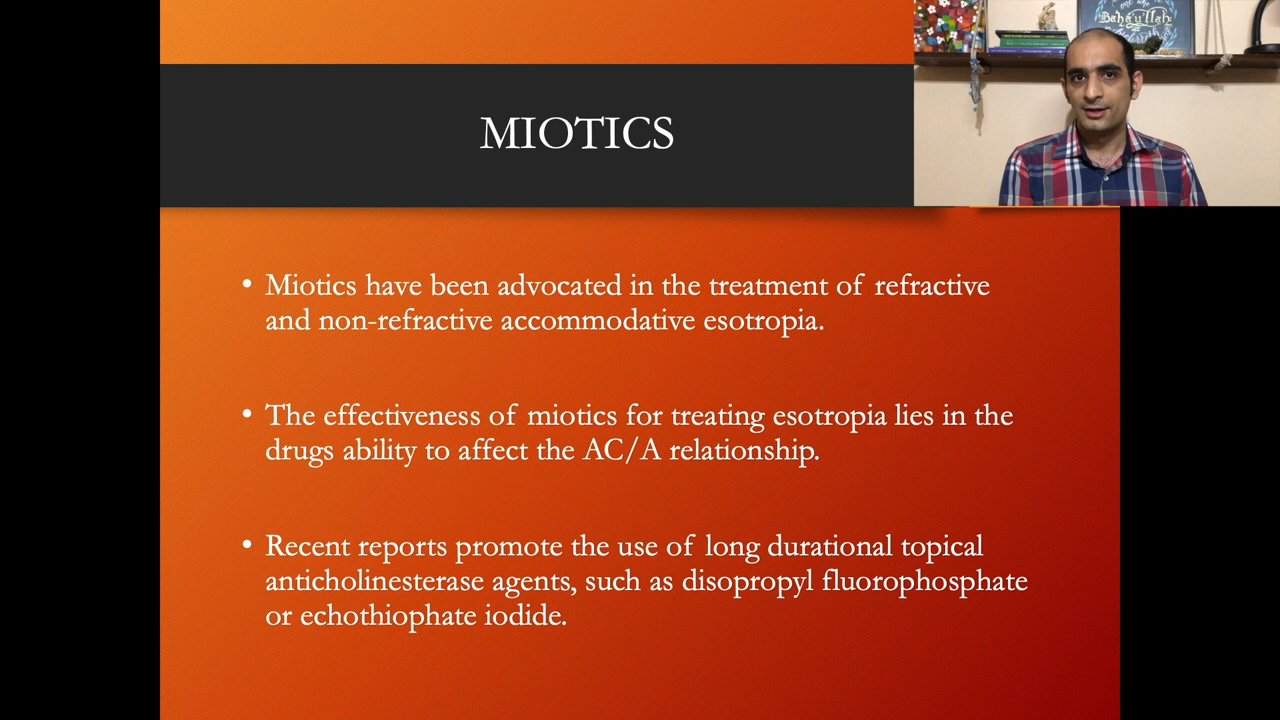 Bahá'u'lláh
MIOTICS
• Miotics have been advocated in the treatment of refractive
and non-refractive accommodative esotropia.
• The effectiveness of miotics for treating esotropia lies in the
drugs ability to affect the AC/A relationship.
• Recent reports promote the use of long durational topical
anticholinesterase agents, such as disopropyl fluorophosphate
or echothiophate iodide.